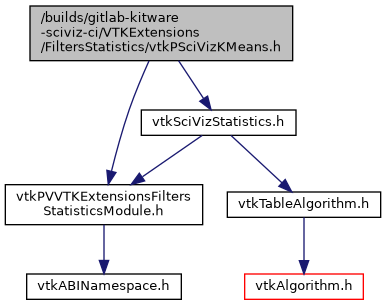 /builds/gitlab-kitware
-sciviz-ci/VTKExtensions
/FiltersStatistics/vtkPSciVizKMeans.h
vtkSciVizStatistics.h
vtkPVVTKExtensionsFilters
StatisticsModule.h
vtkTableAlgorithm.h
vtkABINamespace.h
vtkAlgorithm.h